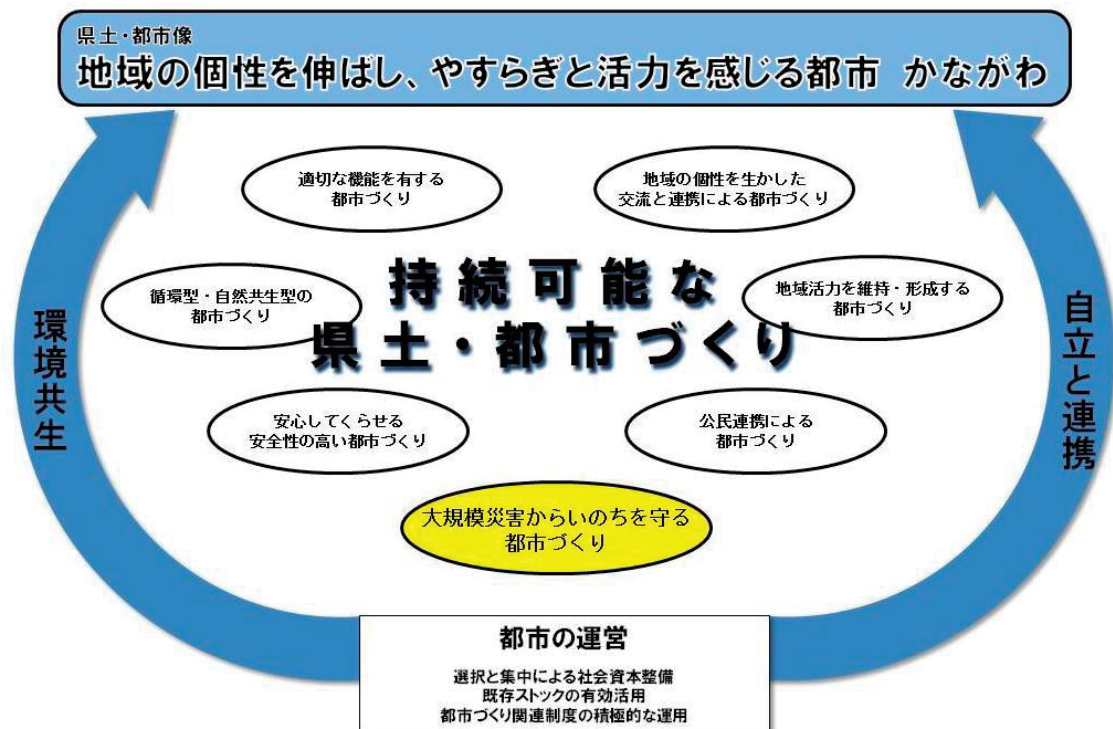 県土・都市像
地域の個性を伸ばし、やすらぎと活力を感じる都市 かながわ
適切な機能を有する
都市づくり
地域の個性を生かした
交流と連携による都市づくり
循環型・自然共生型の
都市づくり
持続可能な
県土・都市づくり
地域活力を維持・形成する
都市づくり
環境共生
自立と連携
安心してくらせる
安全性の高い都市づくり
公民連携による
都市づくり
大規模災害からいのちを守る
都市づくり
都市の運営
選択と集中による社会資本整備
既存ストックの有効活用
都市づくり関連制度の積極的な運用